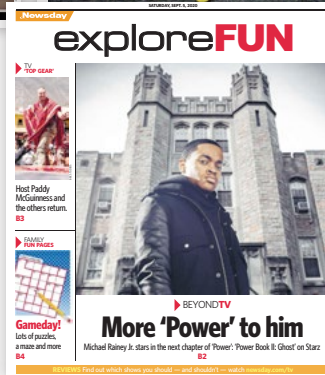 SATURDAY, SEPT. 5, 2020
Newsday
exploreFUN
TV
'TOP GEAR'
Host Paddy
McGuinness and
the others return.
B3
FAMILY
FUN PAGES
Gameday!
Lots of puzzles,
a maze and more
B4
BEYONDTV
More 'Power' to him
Michael Rainey Jr. stars in the next chapter of 'Power': 'Power Book II: Ghost' on Starz
B2
REVIEWS Find out which shows you should — and shouldn't — watch newsday.com/tv